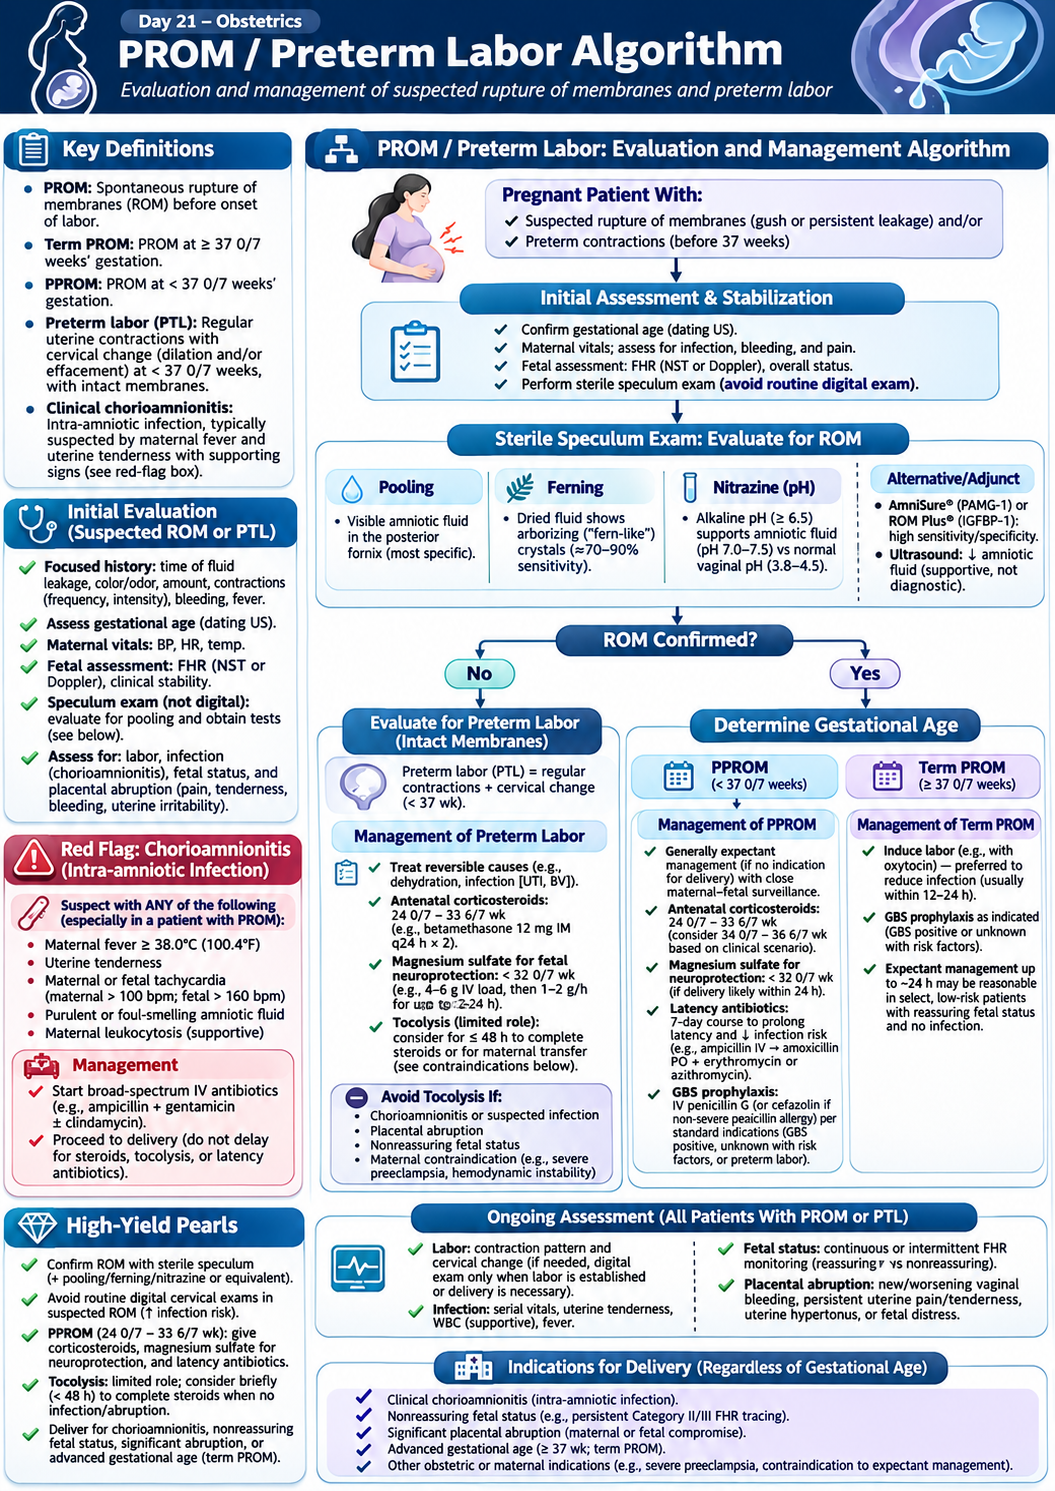 Day 21 – Obstetrics
PROM / Preterm Labor Algorithm
Evaluation and management of suspected rupture of membranes and preterm labor
Key Definitions
• PROM: Spontaneous rupture of
membranes (ROM) before onset
of labor.
• Term PROM: PROM at ≥ 37 0/7
weeks' gestation.
• PPROM: PROM at < 37 0/7 weeks'
gestation.
• Preterm labor (PTL): Regular
uterine contractions with
cervical change (dilation and/or
effacement) at < 37 0/7 weeks,
with intact membranes.
• Clinical chorioamnionitis:
Intra-amniotic infection, typically
suspected by maternal fever and
uterine tenderness with supporting
signs (see red-flag box).
Initial Evaluation
(Suspected ROM or PTL)
Focused history: time of fluid
leakage, color/odor, amount, contractions
(frequency, intensity), bleeding, fever.
Assess gestational age (dating US).
Maternal vitals: BP, HR, temp.
Fetal assessment: FHR (NST or
Doppler), clinical stability.
Speculum exam (not digital):
evaluate for pooling and obtain tests
(see below).
Assess for: labor, infection
(chorioamnionitis), fetal status, and
placental abruption (pain, tenderness,
bleeding, uterine irritability).
Red Flag: Chorioamnionitis
(Intra-amniotic Infection)
Suspect with ANY of the following
(especially in a patient with PROM):
• Maternal fever ≥ 38.0°C (100.4°F)
• Uterine tenderness
• Maternal or fetal tachycardia
(maternal > 100 bpm; fetal > 160 bpm)
• Purulent or foul-smelling amniotic fluid
• Maternal leukocytosis (supportive)
Management
Start broad-spectrum IV antibiotics
(e.g., ampicillin + gentamicin
± clindamycin).
Proceed to delivery (do not delay
for steroids, tocolysis, or latency
antibiotics).
High-Yield Pearls
Confirm ROM with sterile speculum
(+ pooling/ferning/nitrazine or equivalent).
Avoid routine digital cervical exams in
suspected ROM (↑ infection risk).
PPROM (24 0/7 – 33 6/7 wk): give
corticosteroids, magnesium sulfate for
neuroprotection, and latency antibiotics.
Tocolysis: limited role; consider briefly
(< 48 h) to complete steroids when no
infection/abruption.
Deliver for chorioamnionitis, nonreassuring
fetal status, significant abruption, or
advanced gestational age (term PROM).
PROM / Preterm Labor: Evaluation and Management Algorithm
Pregnant Patient With:
Suspected rupture of membranes (gush or persistent leakage) and/or
Preterm contractions (before 37 weeks)
Initial Assessment & Stabilization
Confirm gestational age (dating US).
Maternal vitals; assess for infection, bleeding, and pain.
Fetal assessment: FHR (NST or Doppler), overall status.
Perform sterile speculum exam (avoid routine digital exam).
Sterile Speculum Exam: Evaluate for ROM
Pooling
• Visible amniotic fluid
in the posterior
fornix (most specific).
Ferning
• Dried fluid shows
arborizing ("fern-like")
crystals (≈70–90%
sensitivity).
Nitrazine (pH)
• Alkaline pH (≥ 6.5)
supports amniotic fluid
(pH 7.0–7.5) vs normal
vaginal pH (3.8–4.5).
Alternative/Adjunct
• AmniSure® (PAMG-1) or
ROM Plus® (IGFBP-1):
high sensitivity/specificity.
• Ultrasound: ↓ amniotic
fluid (supportive, not
diagnostic).
ROM Confirmed?
No
Yes
Evaluate for Preterm Labor
(Intact Membranes)
Preterm labor (PTL) = regular
contractions + cervical change
(< 37 wk).
Management of Preterm Labor
Treat reversible causes (e.g.,
dehydration, infection [UTI, BV]).
Antenatal corticosteroids:
24 0/7 – 33 6/7 wk
(e.g., betamethasone 12 mg IM
q24 h × 2).
Magnesium sulfate for fetal
neuroprotection: < 32 0/7 wk
(e.g., 4–6 g IV load, then 1–2 g/h
for 24 h).
Tocolysis (limited role):
consider for ≤ 48 h to complete
steroids or for maternal transfer
(see contraindications below).
Avoid Tocolysis If:
• Chorioamnionitis or suspected infection
• Placental abruption
• Nonreassuring fetal status
• Maternal contraindication (e.g., severe
preeclampsia, hemodynamic instability)
Determine Gestational Age
PPROM
(< 37 0/7 weeks)
Management of PPROM
Generally expectant
management (if no indication
for delivery) with close
maternal–fetal surveillance.
Antenatal corticosteroids:
24 0/7 – 33 6/7 wk
(consider 34 0/7 – 36 6/7 wk
based on clinical scenario).
Magnesium sulfate for
neuroprotection: < 32 0/7 wk
(if delivery likely within 24 h).
Latency antibiotics:
7-day course to prolong
latency and ↓ infection risk
(e.g., ampicillin IV → amoxicillin
PO + erythromycin or
azithromycin).
GBS prophylaxis:
IV penicillin G (or cefazolin if
non-severe peaicillin allergy) per
standard indications (GBS
positive, unknown with risk
factors, or preterm labor).
Term PROM
(≥ 37 0/7 weeks)
Management of Term PROM
Induce labor (e.g., with
oxytocin) — preferred to
reduce infection (usually
within 12–24 h).
GBS prophylaxis as indicated
(GBS positive or unknown
with risk factors).
Expectant management up
to ~24 h may be reasonable
in select, low-risk patients
with reassuring fetal status
and no infection.
Ongoing Assessment (All Patients With PROM or PTL)
Labor: contraction pattern and
cervical change (if needed, digital
exam only when labor is established
or delivery is necessary).
Infection: serial vitals, uterine tenderness,
WBC (supportive), fever.
Fetal status: continuous or intermittent FHR
monitoring (reassuring vs nonreassuring).
Placental abruption: new/worsening vaginal
bleeding, persistent uterine pain/tenderness,
uterine hypertonus, or fetal distress.
Indications for Delivery (Regardless of Gestational Age)
Clinical chorioamnionitis (intra-amniotic infection).
Nonreassuring fetal status (e.g., persistent Category II/III FHR tracing).
Significant placental abruption (maternal or fetal compromise).
Advanced gestational age (≥ 37 wk; term PROM).
Other obstetric or maternal indications (e.g., severe preeclampsia, contraindication to expectant management).